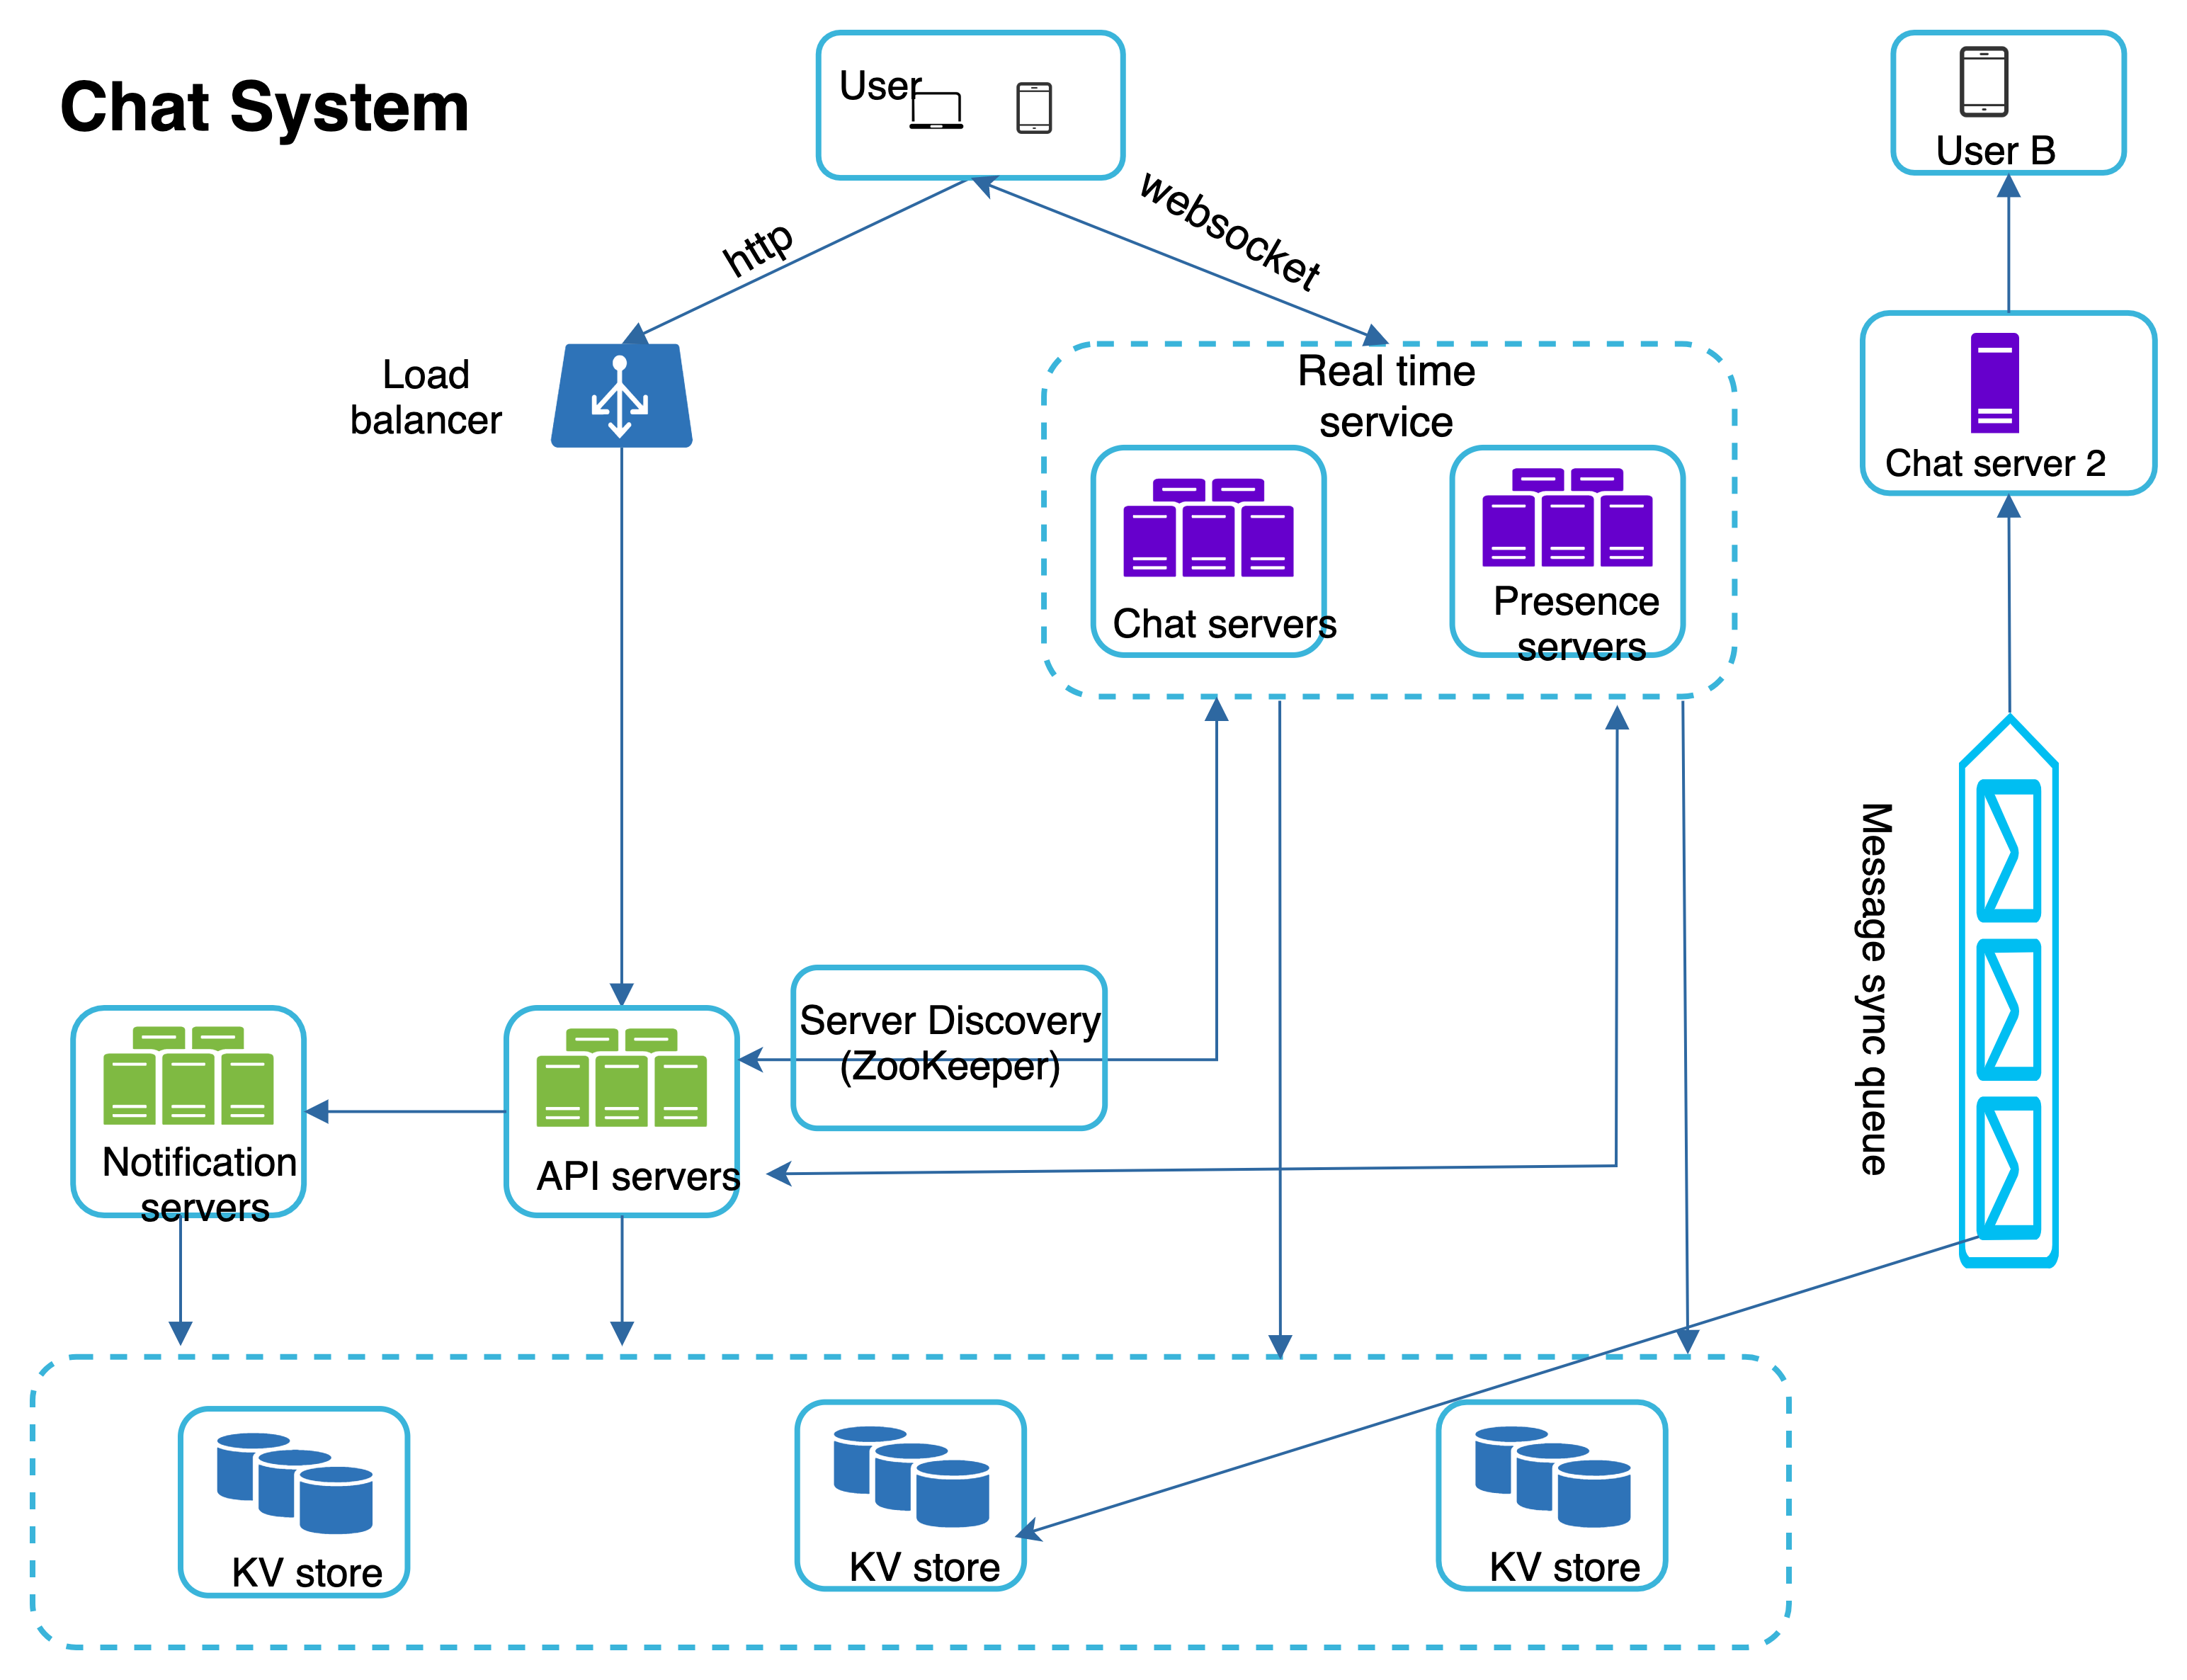 Chat System
User
User B
http
websocket
Load
balancer
Real time
service
Chat server 2
Chat servers
Presence
servers
Message sync queue
Server Discovery
(ZooKeeper)
Notification
servers
API servers
KV store
KV store
KV store